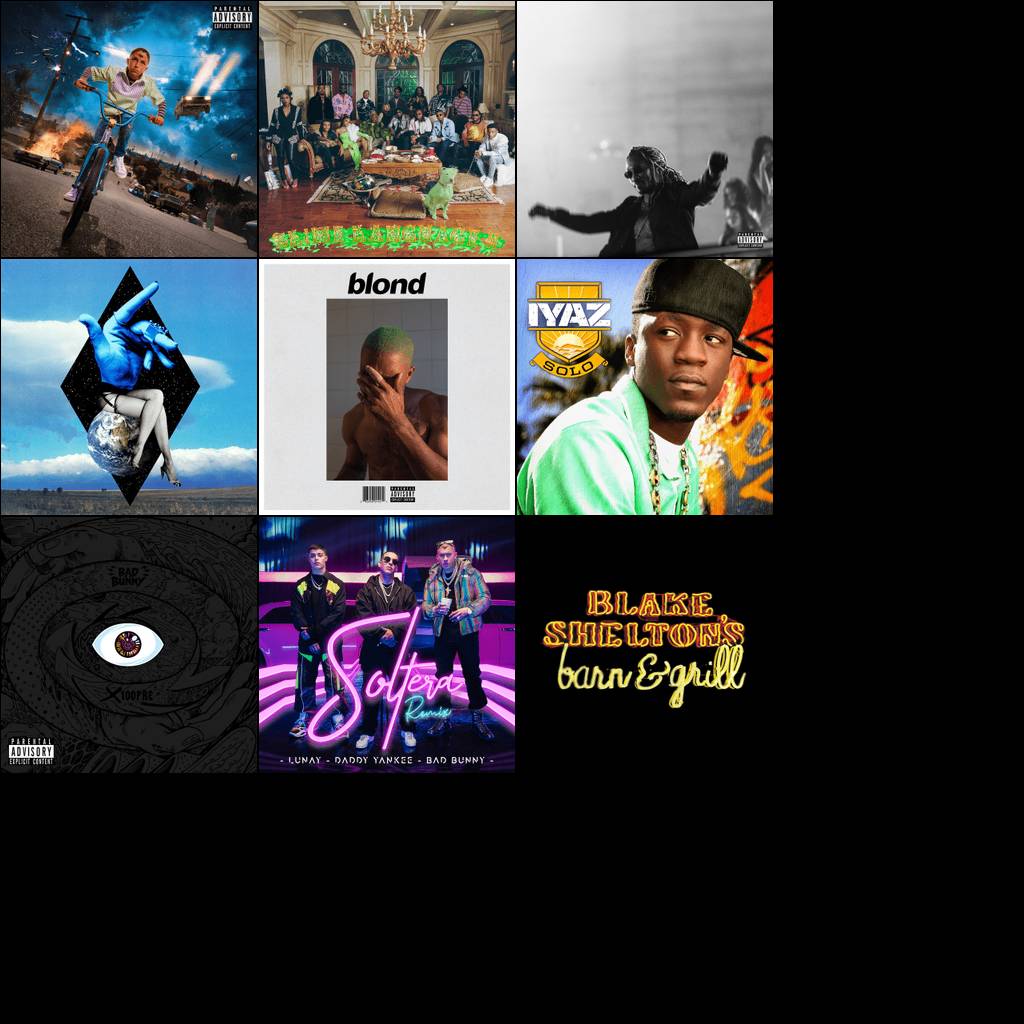 PARENTAL
ADVISORY
EXPLICIT CONTENT
PARENTAL
ADVISORY
EXPLICIT CONTENT
blond
PARENTAL
ADVISORY
EXPLICIT CONTENT
IYAZ
SOLO
BAD
BUNNY
X 100PRE
PARENTAL
ADVISORY
EXPLICIT CONTENT
Soltera
Remix
- LUNAY - DADDY YANKEE - BAD BUNNY -
BLAKE
SHELTON'S
barn & grill